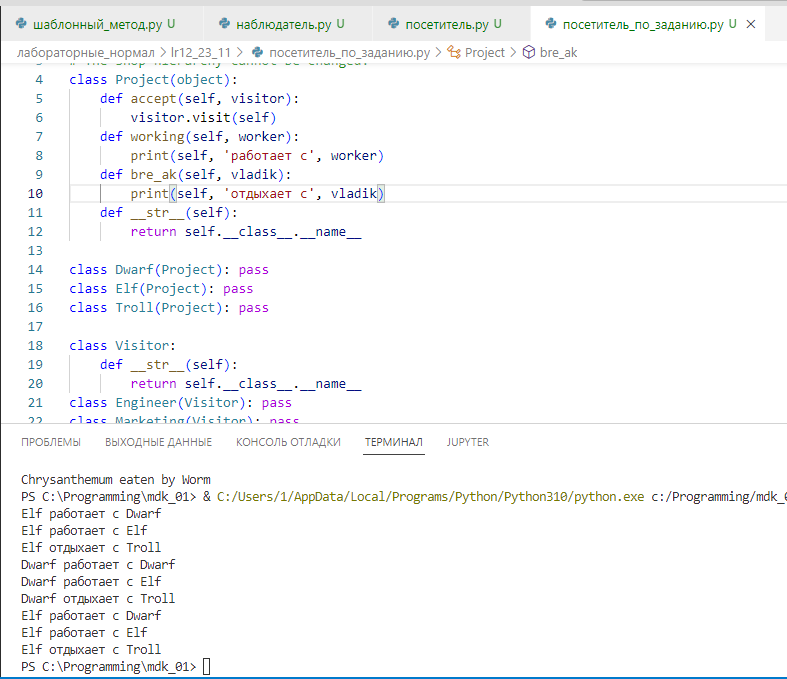 шаблонный_метод.py U наблюдатель.py U посетитель.py U посетитель_по_заданию.py U
лабораторные_нормал > lr12_23_11 > посетитель_по_заданию.py > Project > bre_ak
3 # The Shop hierarchy cannot be changed:
4 class Project(object):
5 def accept(self, visitor):
6 visitor.visit(self)
7 def working(self, worker):
8 print(self, 'работает с', worker)
9 def bre_ak(self, vladik):
10 print(self, 'отдыхает с', vladik)
11 def __str__(self):
12 return self.__class__.__name__
13
14 class Dwarf(Project): pass
15 class Elf(Project): pass
16 class Troll(Project): pass
17
18 class Visitor:
19 def __str__(self):
20 return self.__class__.__name__
21 class Engineer(Visitor): pass
22 class Marketing(Visitor): pass
ПРОБЛЕМЫ ВЫХОДНЫЕ ДАННЫЕ КОНСОЛЬ ОТЛАДКИ ТЕРМИНАЛ JUPYTER
Chrysanthemum eaten by Worm
PS C:\Programming\mdk_01> & C:/Users/1/AppData/Local/Programs/Python/Python310/python.exe c:/Programming/mdk_0
Elf работает с Dwarf
Elf работает с Elf
Elf отдыхает с Troll
Dwarf работает с Dwarf
Dwarf работает с Elf
Dwarf отдыхает с Troll
Elf работает с Dwarf
Elf работает с Elf
Elf отдыхает с Troll
PS C:\Programming\mdk_01>